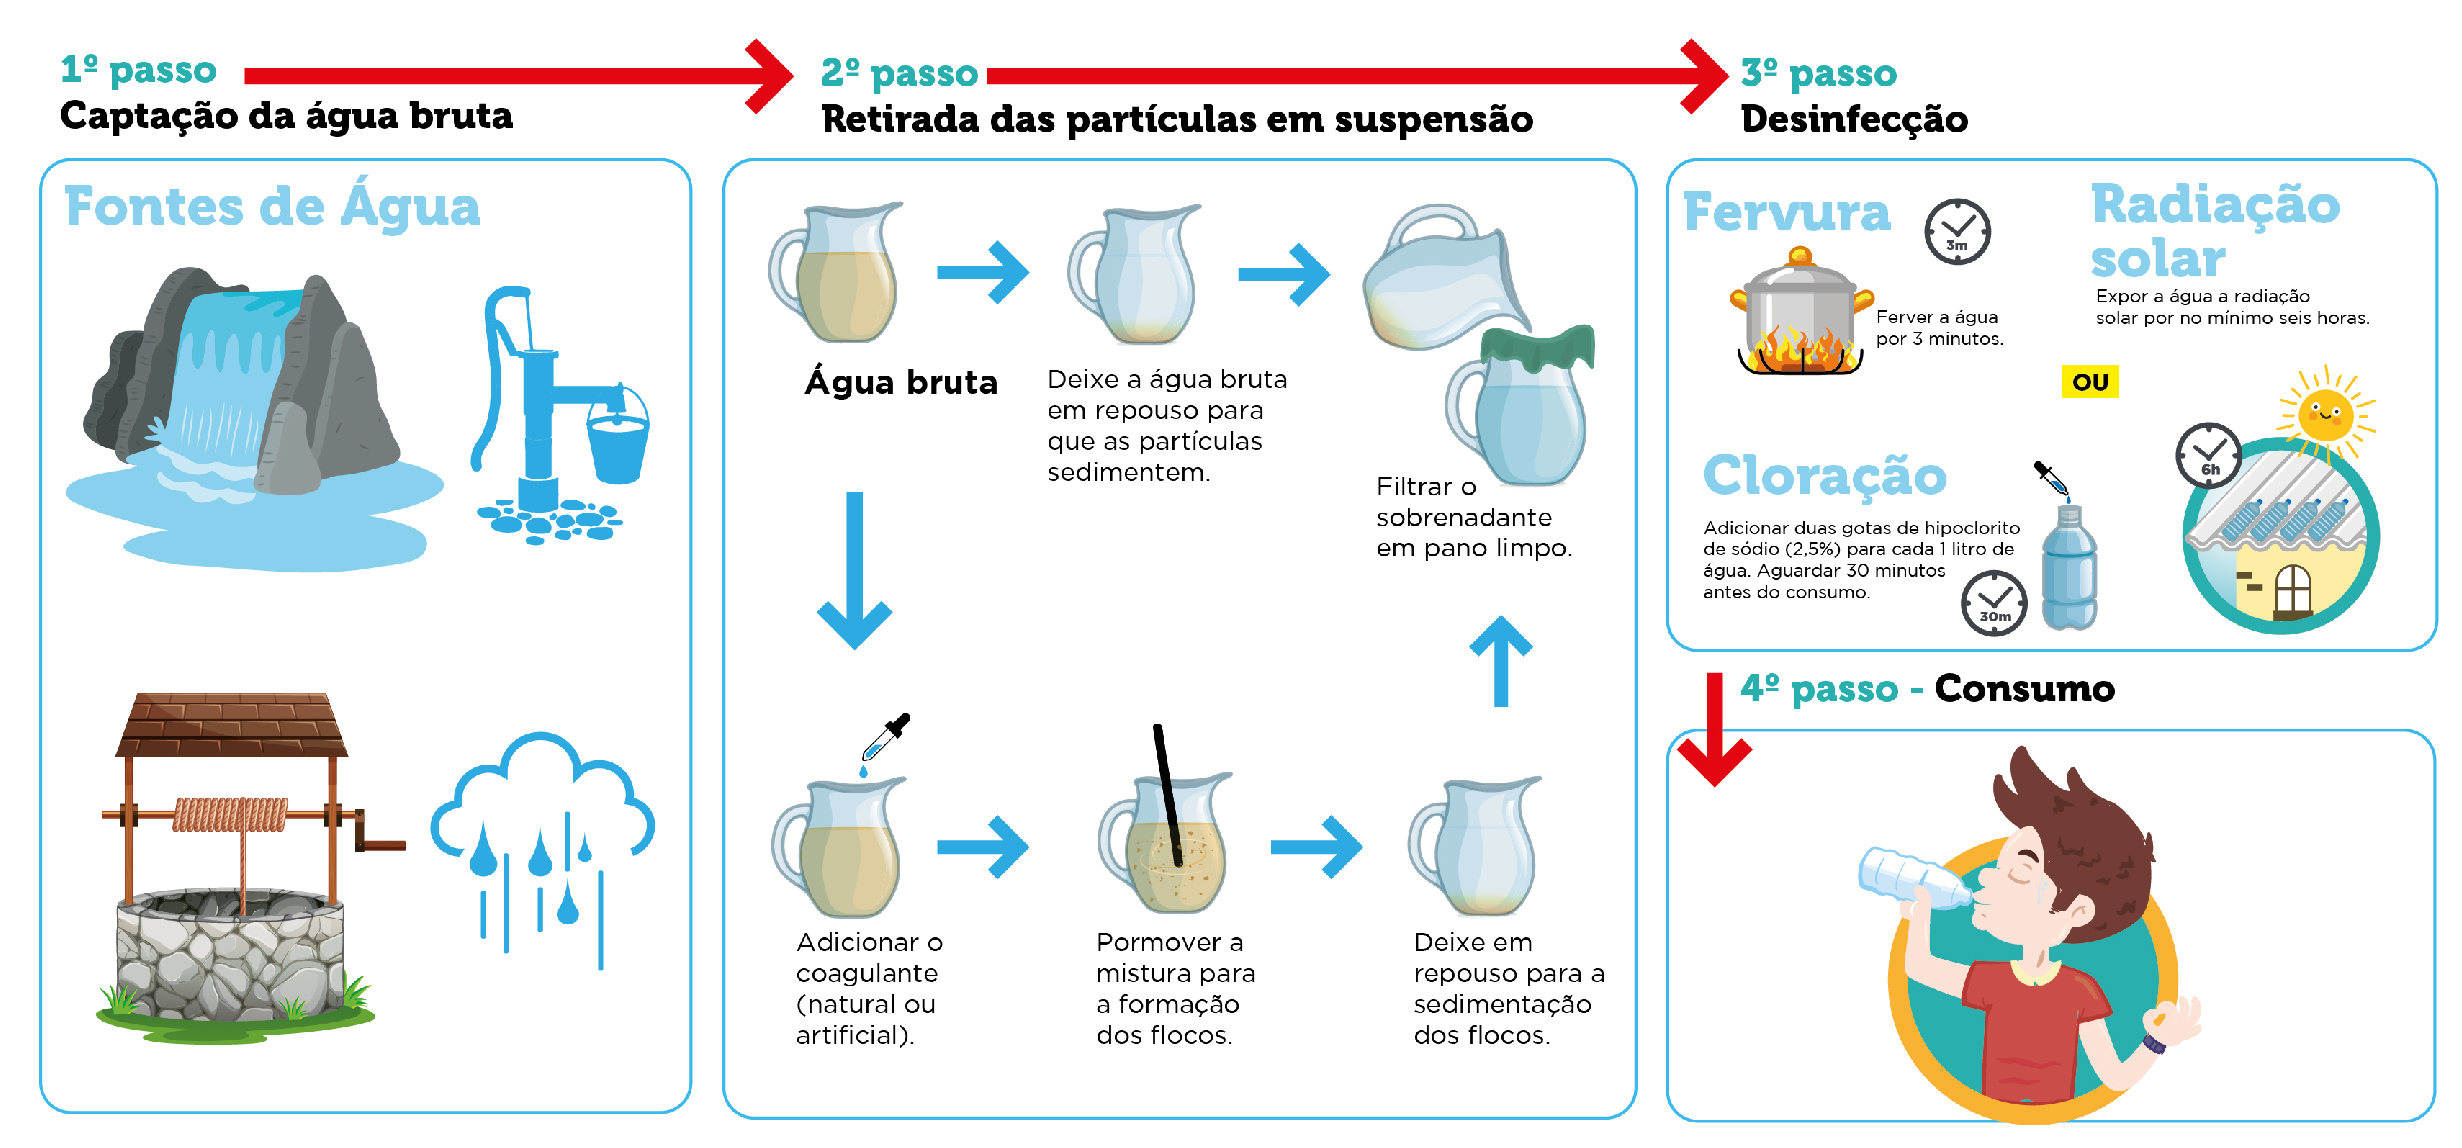 1º passo
Captação da água bruta
Fontes de Água
2º passo
Retirada das partículas em suspensão
Água bruta
Deixe a água bruta
em repouso para
que as partículas
sedimentem.
Filtrar o
sobrenadante
em pano limpo.
Adicionar o
coagulante
(natural ou
artificial).
Pormover a
mistura para
a formação
dos flocos.
Deixe em
repouso para a
sedimentação
dos flocos.
3º passo
Desinfecção
Fervura
3m
Ferver a água
por 3 minutos.
Radiação
solar
Expor a água a radiação
solar por no mínimo seis horas.
OU
6h
Cloração
Adicionar duas gotas de hipoclorito
de sódio (2,5%) para cada 1 litro de
água. Aguardar 30 minutos
antes do consumo.
30m
4º passo - Consumo